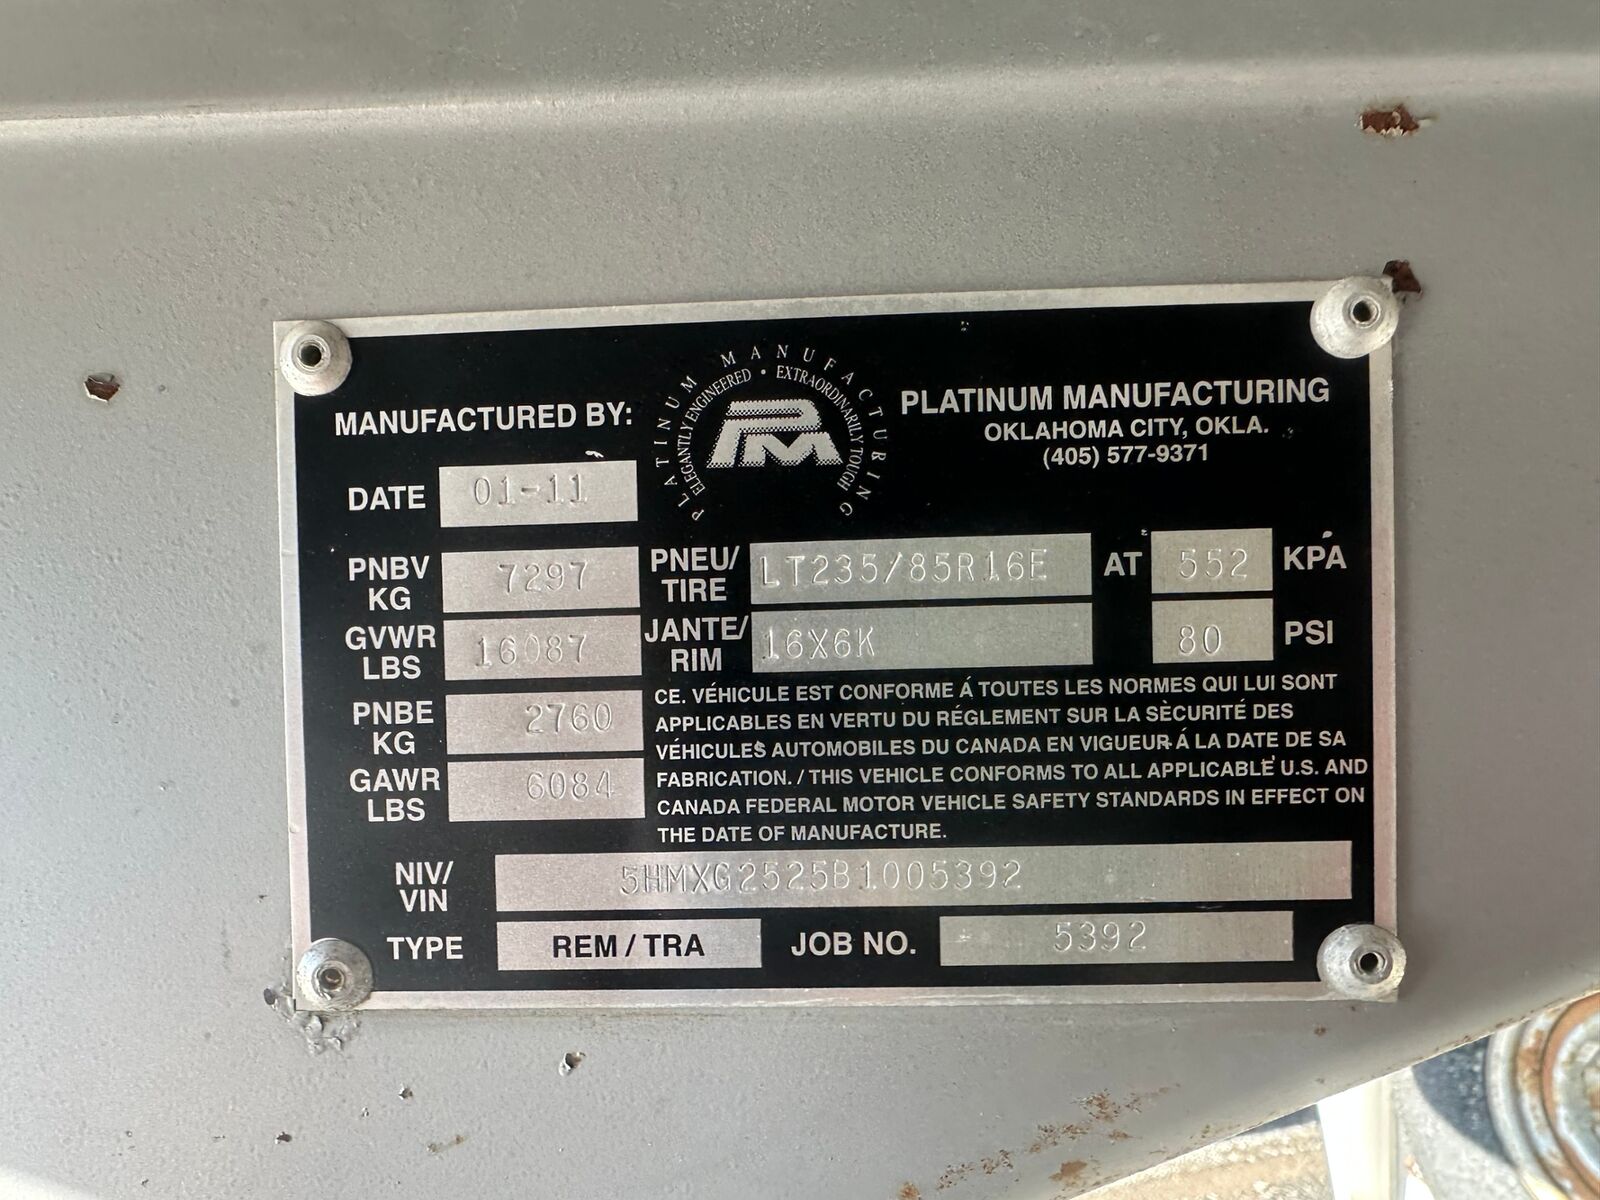 PLATINUM MANUFACTURING
ELEGANTLY ENGINEERED • EXTRAORDINARILY TOUGH
PM
MANUFACTURED BY:
PLATINUM MANUFACTURING
OKLAHOMA CITY, OKLA.
(405) 577-9371
DATE 01-11
PNBV KG 7297
GVWR LBS 16087
PNBE KG 2760
GAWR LBS 6084
PNEU/ TIRE LT235/85R16E AT 552 KPA
JANTE/ RIM 16X6K 80 PSI
CE. VÉHICULE EST CONFORME Á TOUTES LES NORMES QUI LUI SONT
APPLICABLES EN VERTU DU RÉGLEMENT SUR LA SÈCURITÉ DES
VÉHICULES AUTOMOBILES DU CANADA EN VIGUEUR Á LA DATE DE SA
FABRICATION. / THIS VEHICLE CONFORMS TO ALL APPLICABLE U.S. AND
CANADA FEDERAL MOTOR VEHICLE SAFETY STANDARDS IN EFFECT ON
THE DATE OF MANUFACTURE.
NIV/ VIN 5HMXG2525B1005392
TYPE REM / TRA JOB NO. 5392